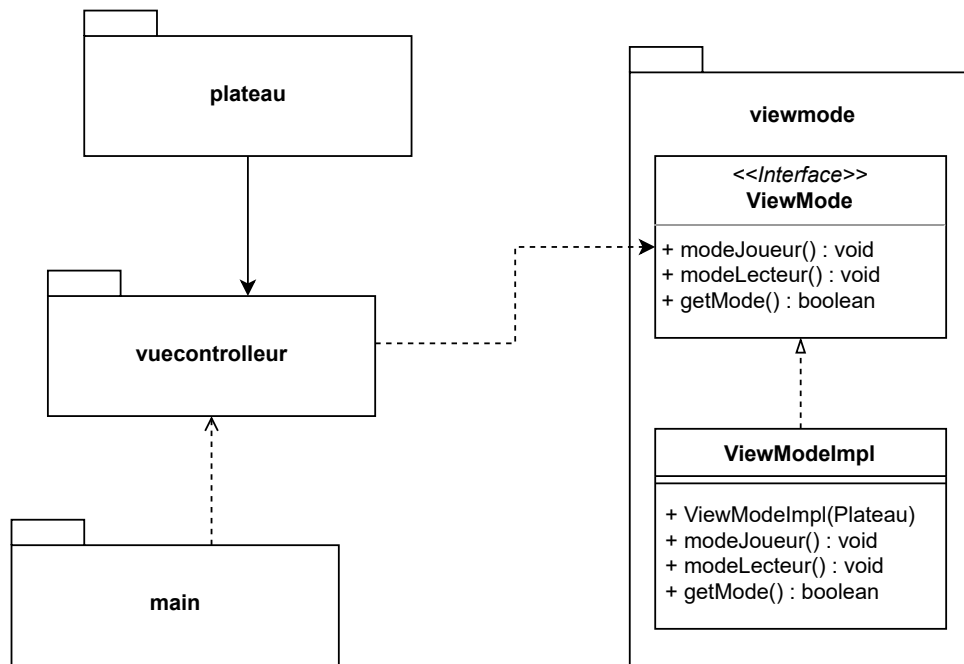 plateau
vuecontrolleur
main
viewmode
<<Interface>>
ViewMode
+ modeJoueur() : void
+ modeLecteur() : void
+ getMode() : boolean
ViewModeImpl
+ ViewModeImpl(Plateau)
+ modeJoueur() : void
+ modeLecteur() : void
+ getMode() : boolean